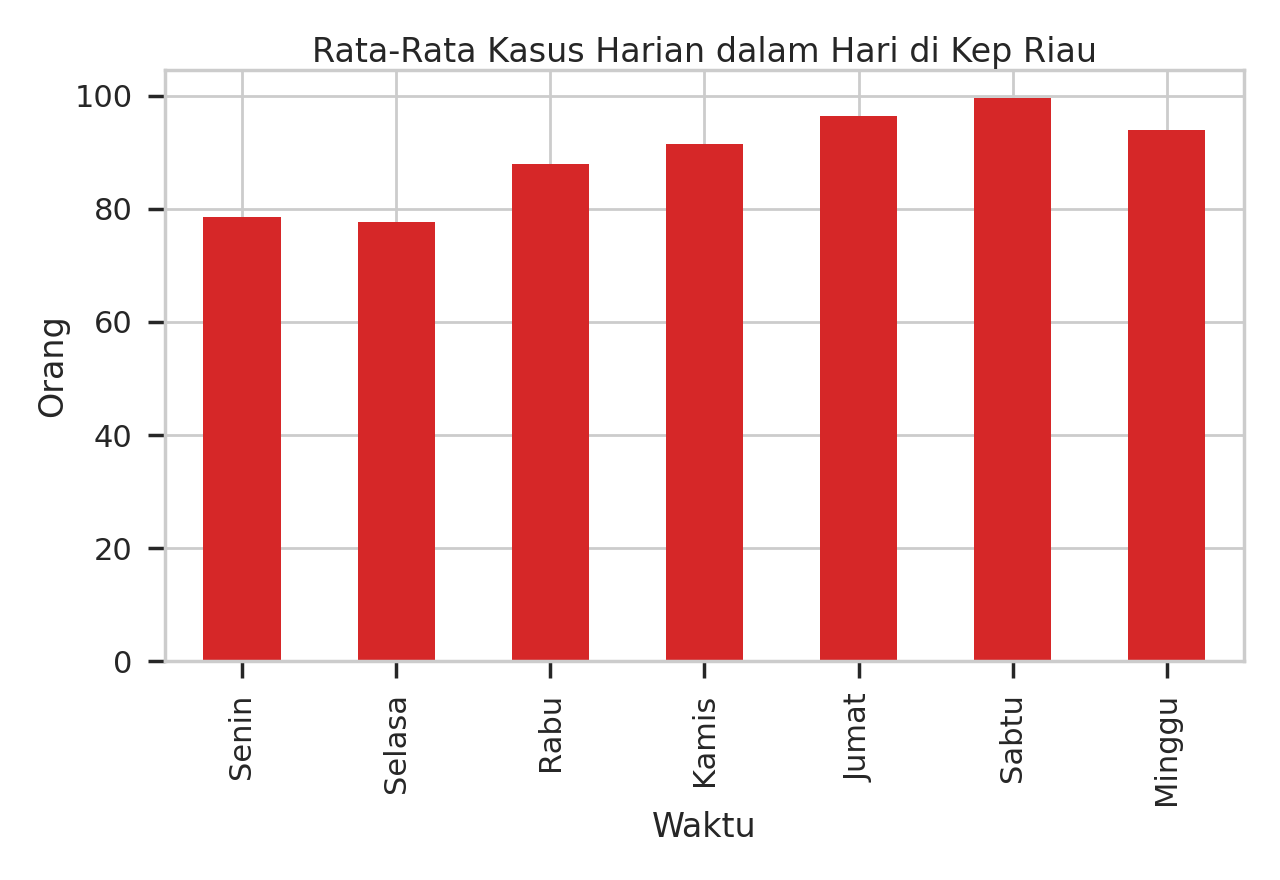 Rata-Rata Kasus Harian dalam Hari di Kep Riau
100
80
60
40
20
0
Orang
Senin
Selasa
Rabu
Kamis
Jumat
Sabtu
Minggu
Waktu